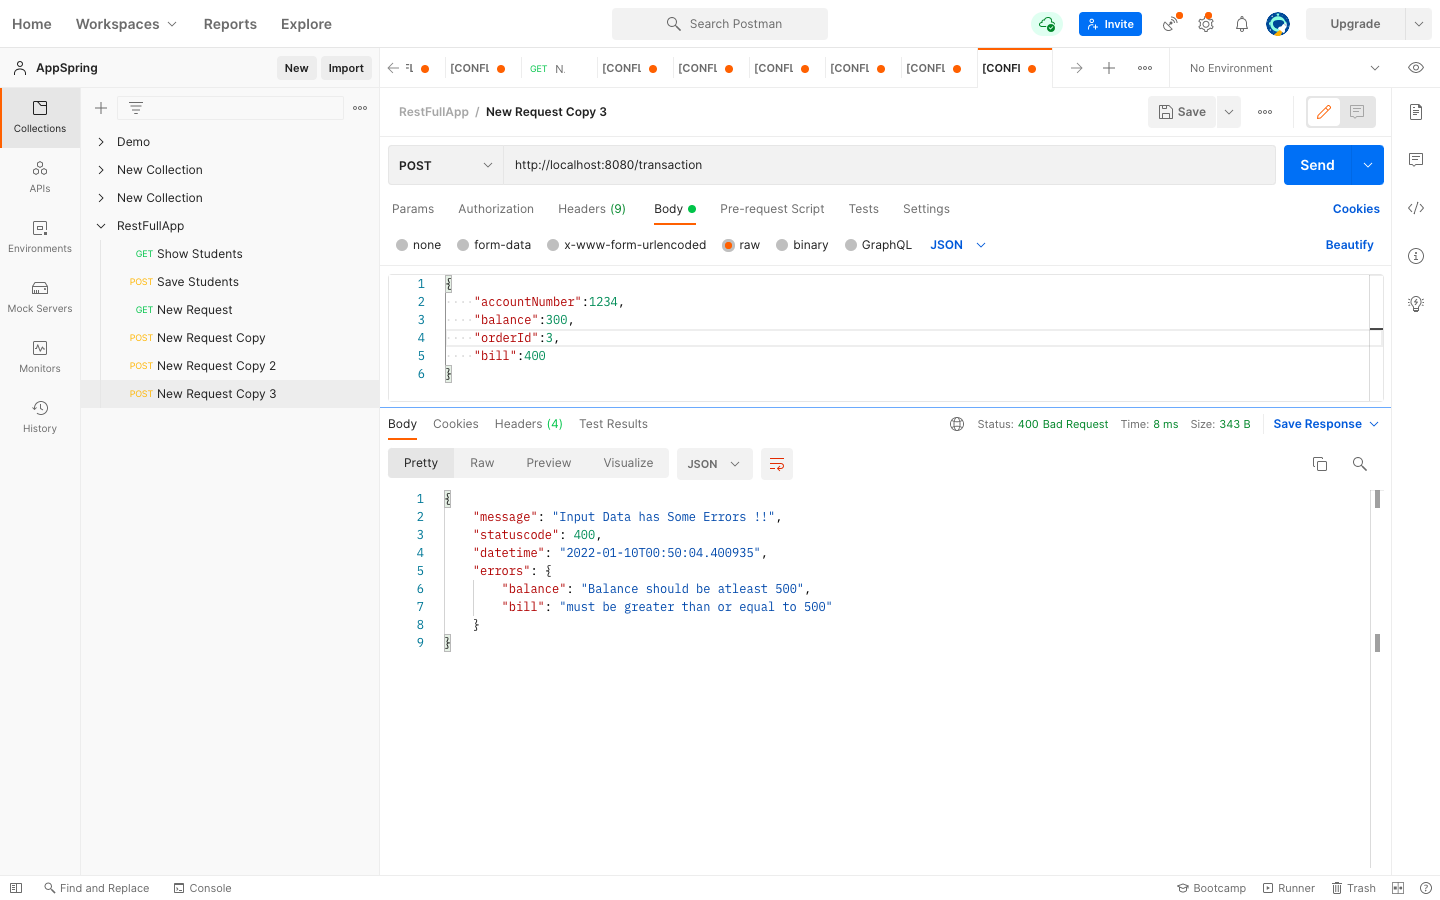 Home Workspaces Reports Explore Search Postman Invite Upgrade
AppSpring New Import
FL [CONFL GET N. [CONFL [CONFL [CONFL [CONFL [CONFL [CONFI No Environment
Collections
APIs
Environments
Mock Servers
Monitors
History
Demo
New Collection
New Collection
RestFullApp
GET Show Students
POST Save Students
GET New Request
POST New Request Copy
POST New Request Copy 2
POST New Request Copy 3
RestFullApp / New Request Copy 3 Save
POST http://localhost:8080/transaction Send
Params Authorization Headers (9) Body Pre-request Script Tests Settings Cookies
none form-data x-www-form-urlencoded raw binary GraphQL JSON Beautify
1 {
2 ····"accountNumber":1234,
3 ····"balance":300,
4 ····"orderId":3,
5 ····"bill":400
6 }
Body Cookies Headers (4) Test Results Status: 400 Bad Request Time: 8 ms Size: 343 B Save Response
Pretty Raw Preview Visualize JSON
1 {
2 "message": "Input Data has Some Errors !!",
3 "statuscode": 400,
4 "datetime": "2022-01-10T00:50:04.400935",
5 "errors": {
6 "balance": "Balance should be atleast 500",
7 "bill": "must be greater than or equal to 500"
8 }
9 }
Find and Replace Console Bootcamp Runner Trash